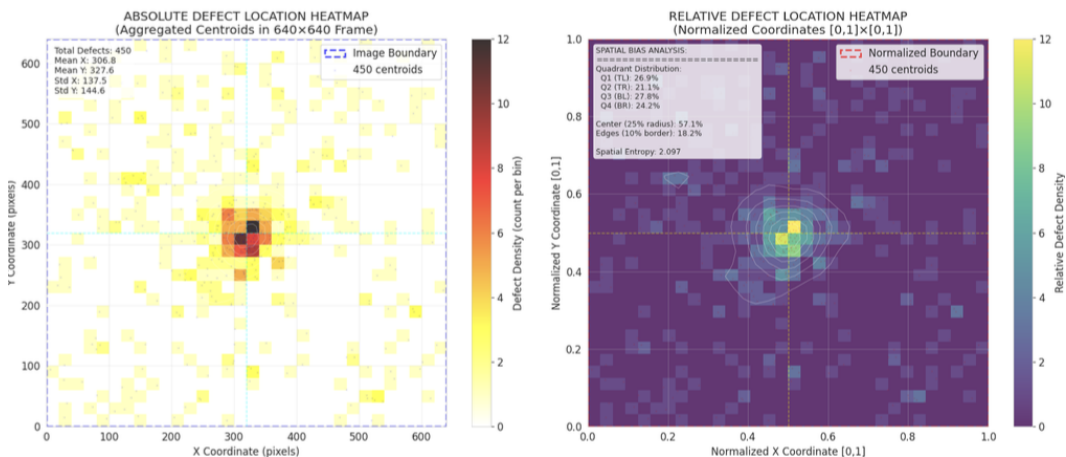 ABSOLUTE DEFECT LOCATION HEATMAP
(Aggregated Centroids in 640×640 Frame)
Total Defects: 450
Mean X: 306.8
Mean Y: 327.6
Std X: 137.5
Std Y: 144.6
Image Boundary
450 centroids
600
500
400
300
200
100
0
Y Coordinate (pixels)
0
100
200
300
400
500
600
X Coordinate (pixels)
12
10
8
6
4
2
0
Defect Density (count per bin)
RELATIVE DEFECT LOCATION HEATMAP
(Normalized Coordinates [0,1]×[0,1])
SPATIAL BIAS ANALYSIS:
Quadrant Distribution:
Q1 (TL): 26.9%
Q2 (TR): 21.1%
Q3 (BL): 27.8%
Q4 (BR): 24.2%
Center (25% radius): 57.1%
Edges (10% border): 18.2%
Spatial Entropy: 2.097
Normalized Boundary
450 centroids
1.0
0.8
0.6
0.4
0.2
0.0
Normalized Y Coordinate [0,1]
0.0
0.2
0.4
0.6
0.8
1.0
Normalized X Coordinate [0,1]
12
10
8
6
4
2
0
Relative Defect Density